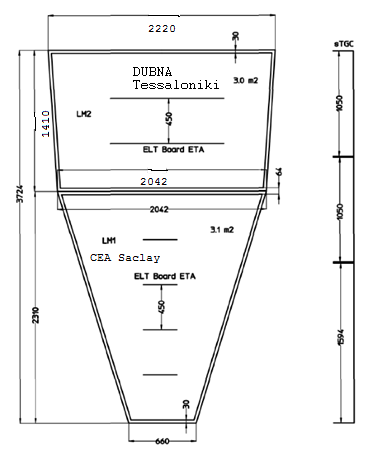 2220
30
sTGC
DUBNA
Tessaloniki
3.0 m2
LM2
450
ELT Board ETA
1410
1050
64
2042
3724
2042
3.1 m2
LM1
CEA Saclay
ELT Board ETA
450
1050
2310
1594
30
660